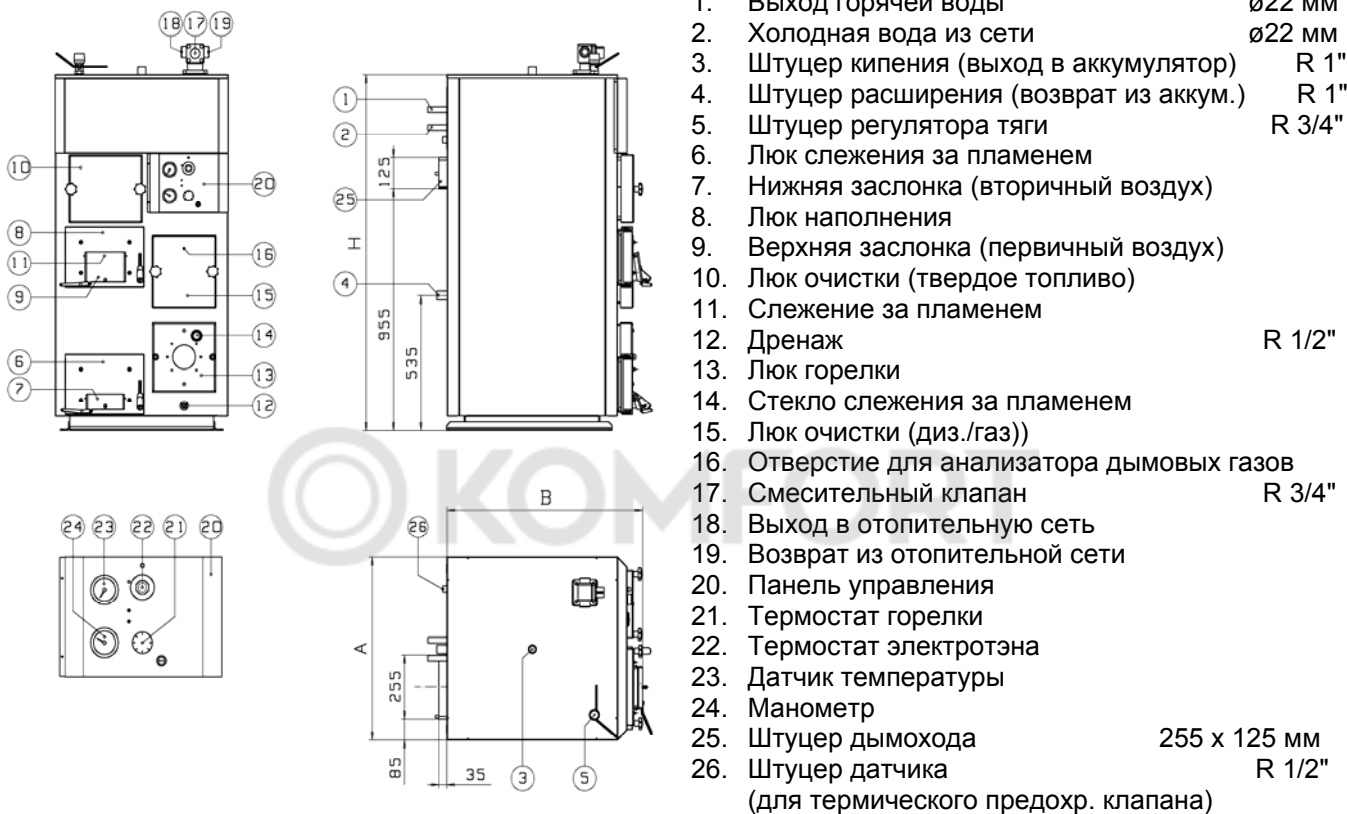 1. Выход горячей воды ø22 мм
2. Холодная вода из сети ø22 мм
3. Штуцер кипения (выход в аккумулятор) R 1"
4. Штуцер расширения (возврат из аккум.) R 1"
5. Штуцер регулятора тяги R 3/4"
6. Люк слежения за пламенем
7. Нижняя заслонка (вторичный воздух)
8. Люк наполнения
9. Верхняя заслонка (первичный воздух)
10. Люк очистки (твердое топливо)
11. Слежение за пламенем
12. Дренаж R 1/2"
13. Люк горелки
14. Стекло слежения за пламенем
15. Люк очистки (диз./газ))
16. Отверстие для анализатора дымовых газов
17. Смесительный клапан R 3/4"
18. Выход в отопительную сеть
19. Возврат из отопительной сети
20. Панель управления
21. Термостат горелки
22. Термостат электротэна
23. Датчик температуры
24. Манометр
25. Штуцер дымохода 255 x 125 мм
26. Штуцер датчика R 1/2"
(для термического предохр. клапана)
18 17 19
10
20
8
11
16
9
15
14
6
13
7
12
1
2
125
25
H
4
955
535
KOMFORT
24 23 22 21 20
26
B
A
255
85
35
3
5